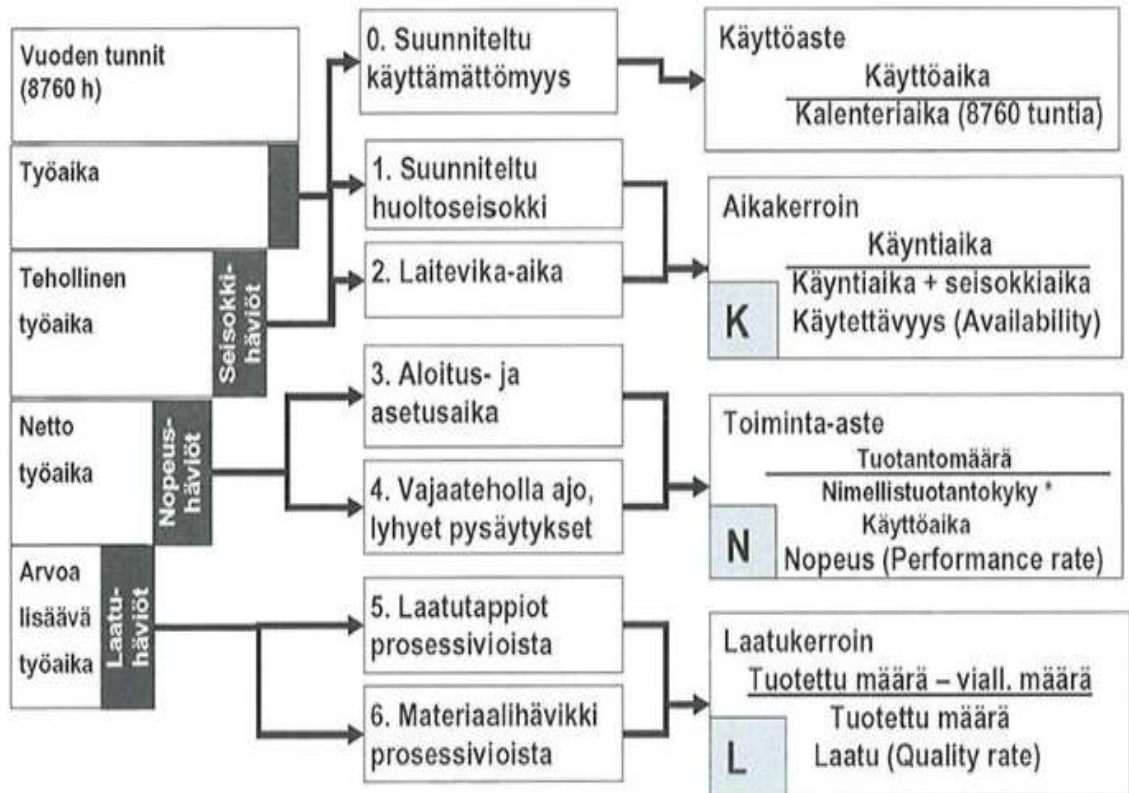 Vuoden tunnit
(8760 h)
Työaika
Tehollinen
työaika
Seisokki-
häviöt
Netto
työaika
Nopeus-
häviöt
Arvoa
lisäävä
työaika
Laatu-
häviöt
0. Suunniteltu
käyttämättömyys
1. Suunniteltu
huoltoseisokki
2. Laitevika-aika
3. Aloitus- ja
asetusaika
4. Vajaateholla ajo,
lyhyet pysäytykset
5. Laatutappiot
prosessivioista
6. Materiaalihävikki
prosessivioista
Käyttöaste
Käyttöaika
Kalenteriaika (8760 tuntia)
Aikakerroin
Käyntiaika
Käyntiaika + seisokkiaika
K
Käytettävyys (Availability)
Toiminta-aste
Tuotantomäärä
Nimellistuotantokyky *
Käyttöaika
N
Nopeus (Performance rate)
Laatukerroin
Tuotettu määrä – viall. määrä
Tuotettu määrä
L
Laatu (Quality rate)